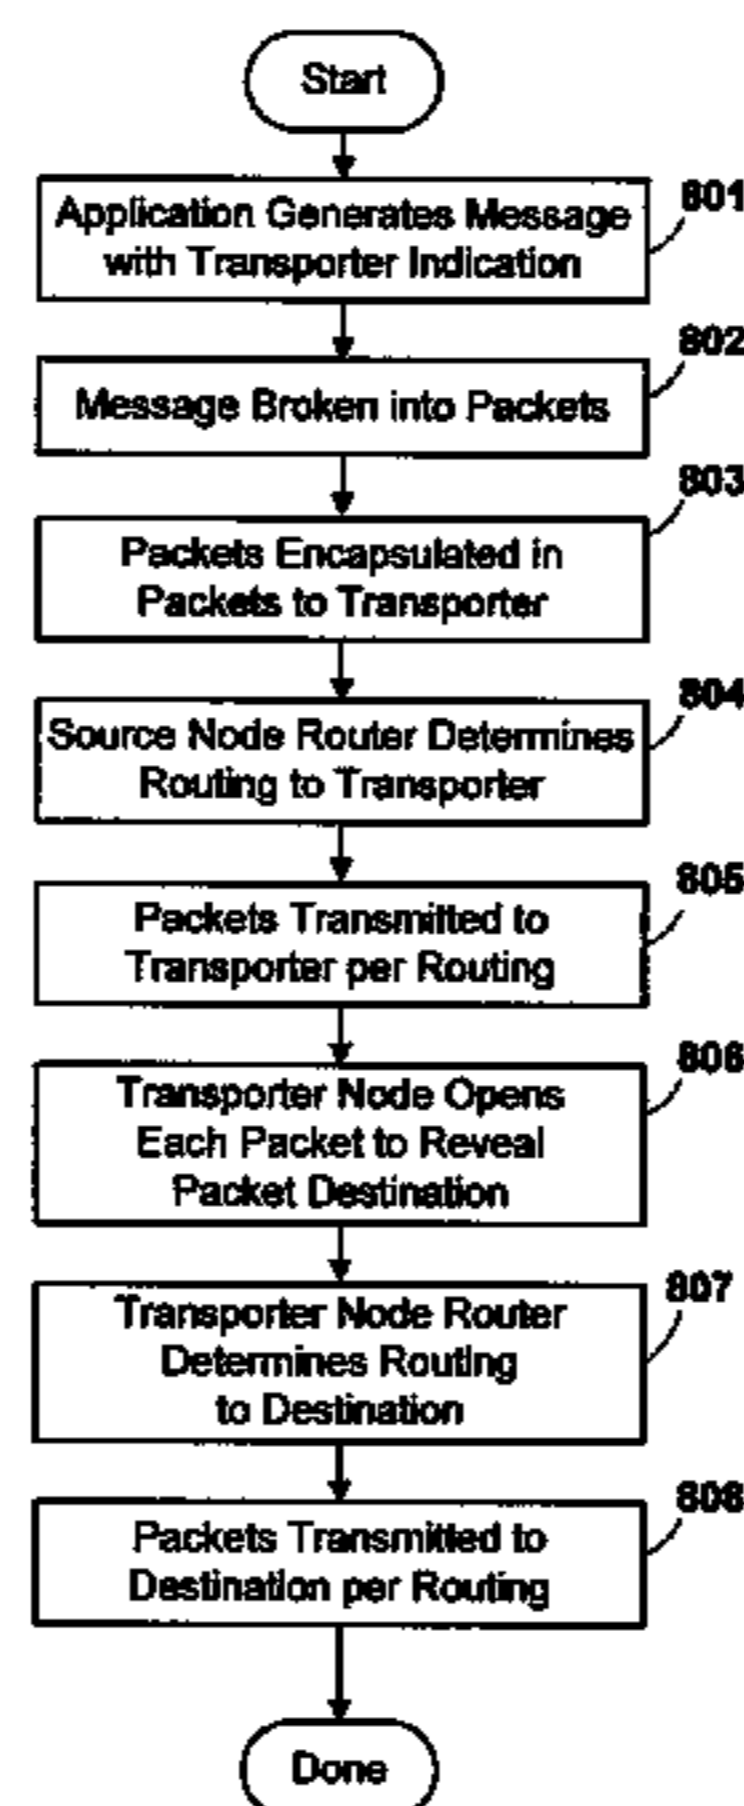 Start
801
Application Generates Message
with Transporter Indication
802
Message Broken into Packets
803
Packets Encapsulated in
Packets to Transporter
804
Source Node Router Determines
Routing to Transporter
805
Packets Transmitted to
Transporter per Routing
806
Transporter Node Opens
Each Packet to Reveal
Packet Destination
807
Transporter Node Router
Determines Routing
to Destination
808
Packets Transmitted to
Destination per Routing
Done